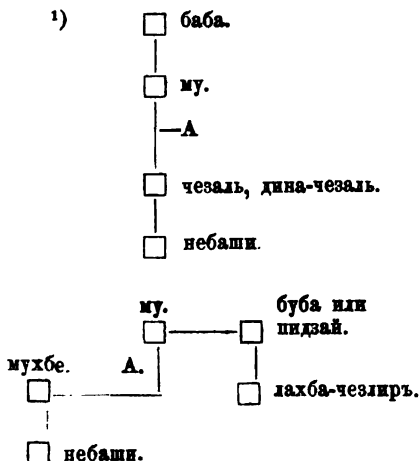 ¹)
баба.
му.
А
чезаль, дина-чезаль.
небаши.
му.
буба или
пидзай.
мухбе.
А.
лахба-чезлиръ.
небаши.